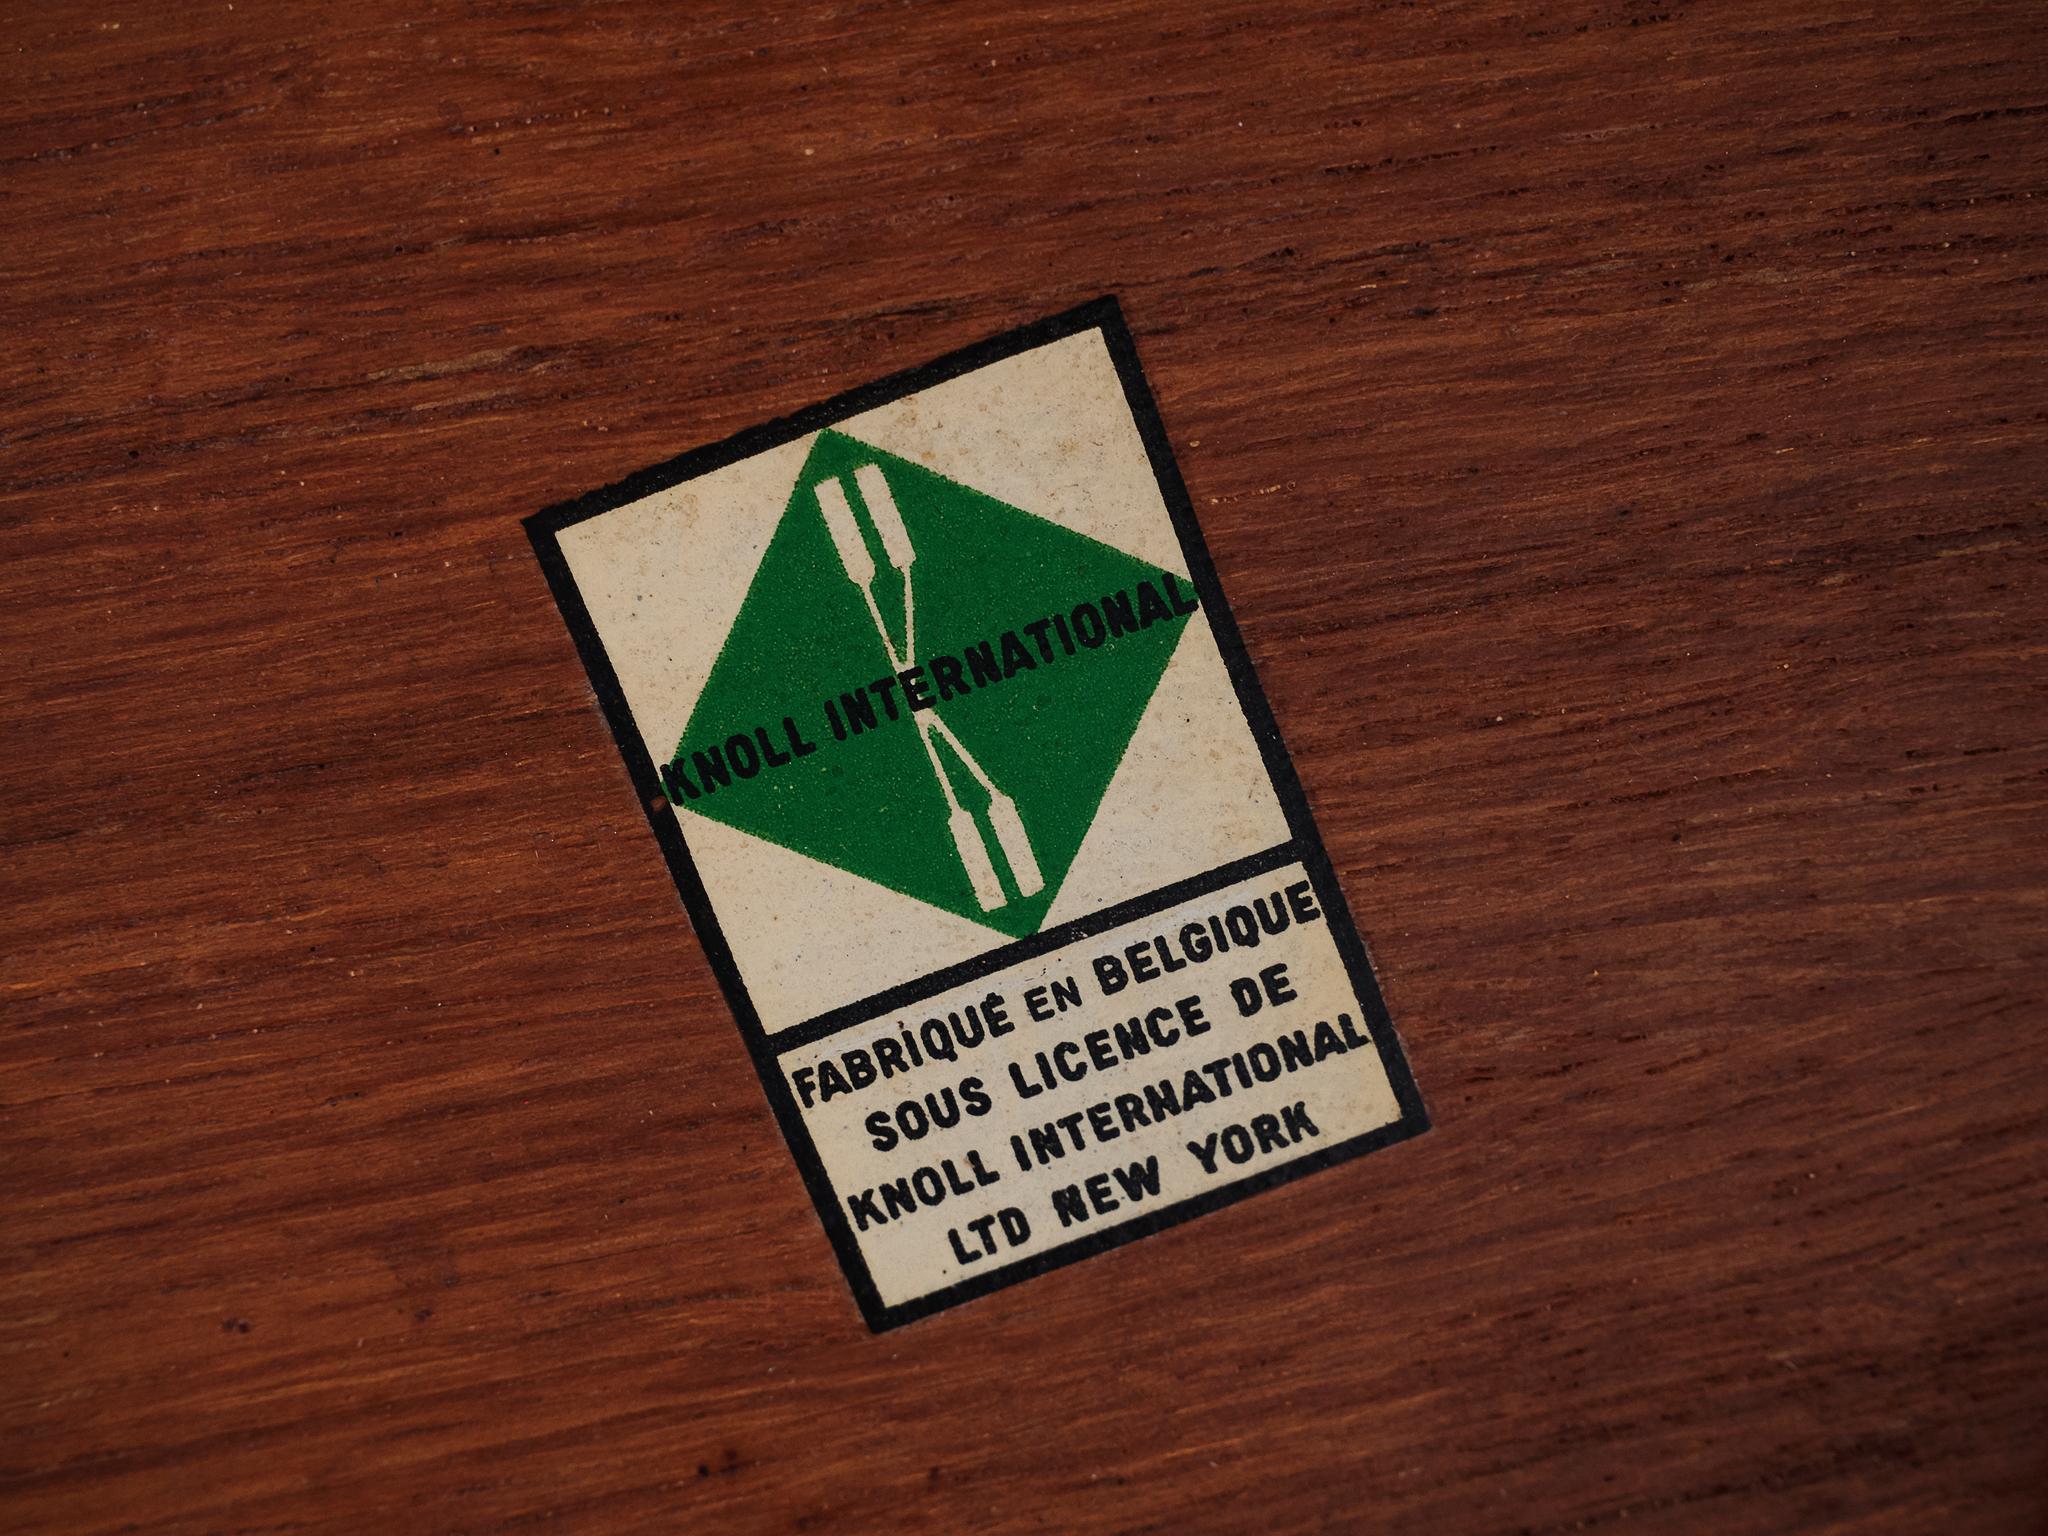 KNOLL INTERNATIONAL
FABRIQUÉ EN BELGIQUE
SOUS LICENCE DE
KNOLL INTERNATIONAL
LTD NEW YORK